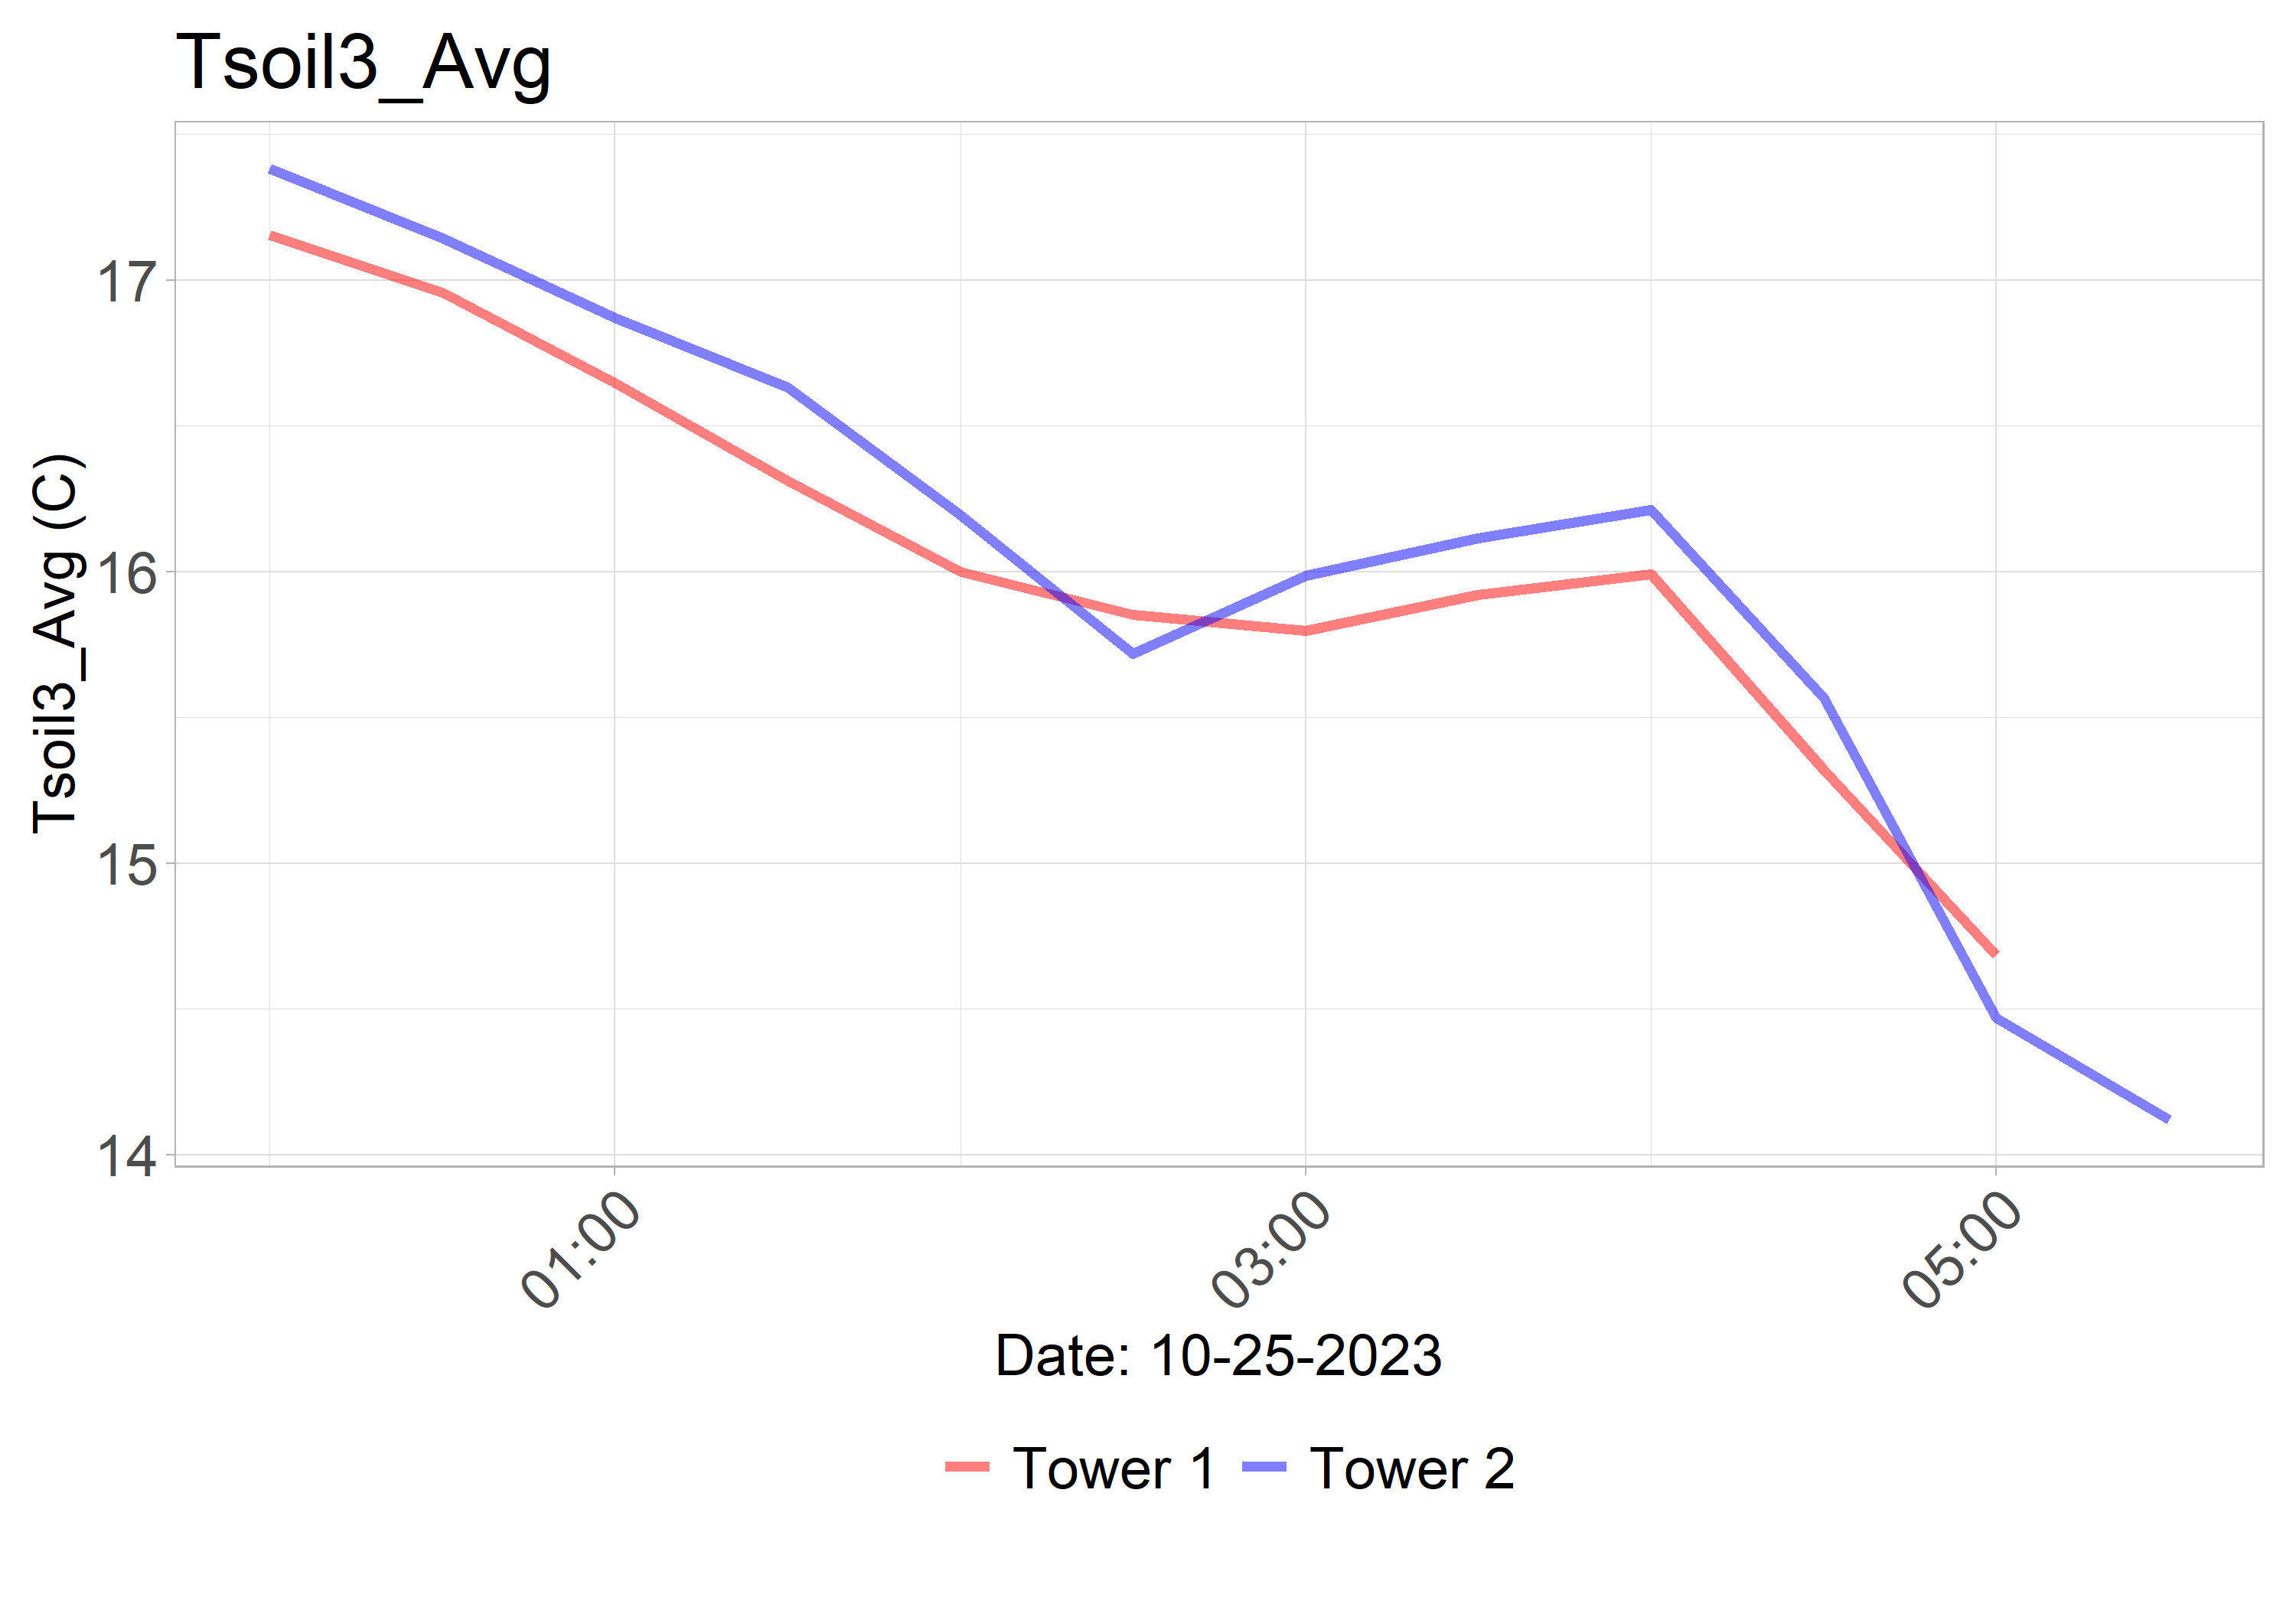 Tsoil3_Avg
Tsoil3_Avg (C)
17
16
15
14
01:00
03:00
05:00
Date: 10-25-2023
Tower 1
Tower 2